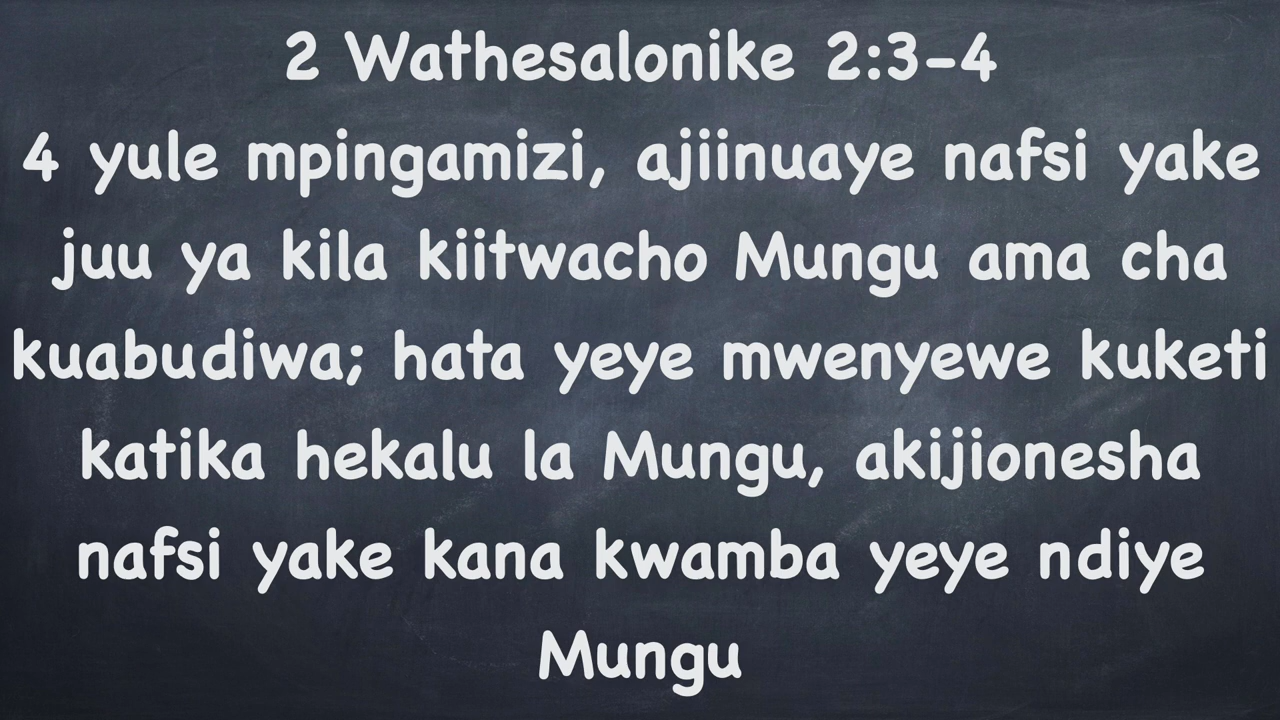 2 Wathesalonike 2:3-4
4 yule mpingamizi, ajiinuaye nafsi yake
juu ya kila kiitwacho Mungu ama cha
kuabudiwa; hata yeye mwenyewe kuketi
katika hekalu la Mungu, akijionesha
nafsi yake kana kwamba yeye ndiye
Mungu